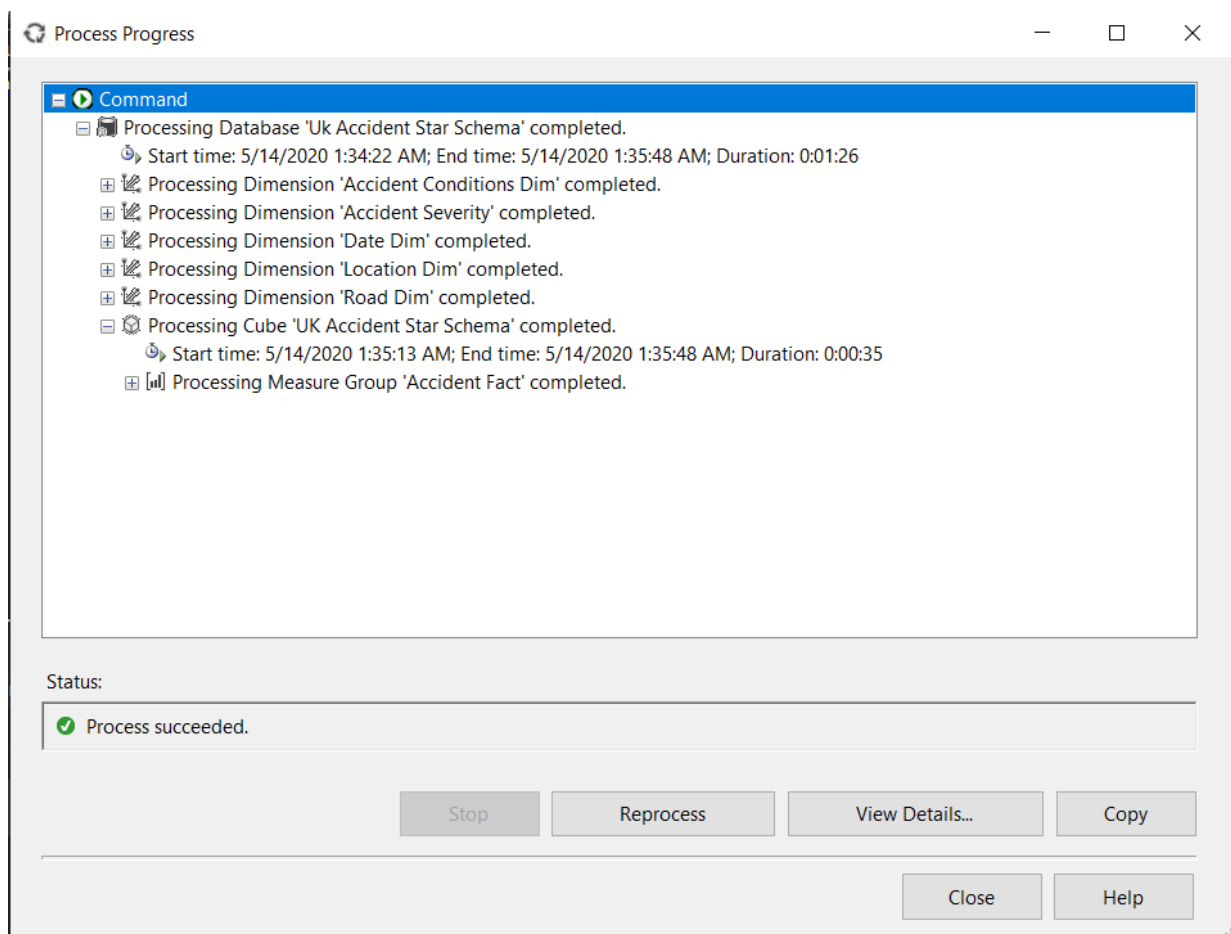 Process Progress
Command
Processing Database 'Uk Accident Star Schema' completed.
Start time: 5/14/2020 1:34:22 AM; End time: 5/14/2020 1:35:48 AM; Duration: 0:01:26
Processing Dimension 'Accident Conditions Dim' completed.
Processing Dimension 'Accident Severity' completed.
Processing Dimension 'Date Dim' completed.
Processing Dimension 'Location Dim' completed.
Processing Dimension 'Road Dim' completed.
Processing Cube 'UK Accident Star Schema' completed.
Start time: 5/14/2020 1:35:13 AM; End time: 5/14/2020 1:35:48 AM; Duration: 0:00:35
Processing Measure Group 'Accident Fact' completed.
Status:
Process succeeded.
Stop Reprocess View Details... Copy
Close Help